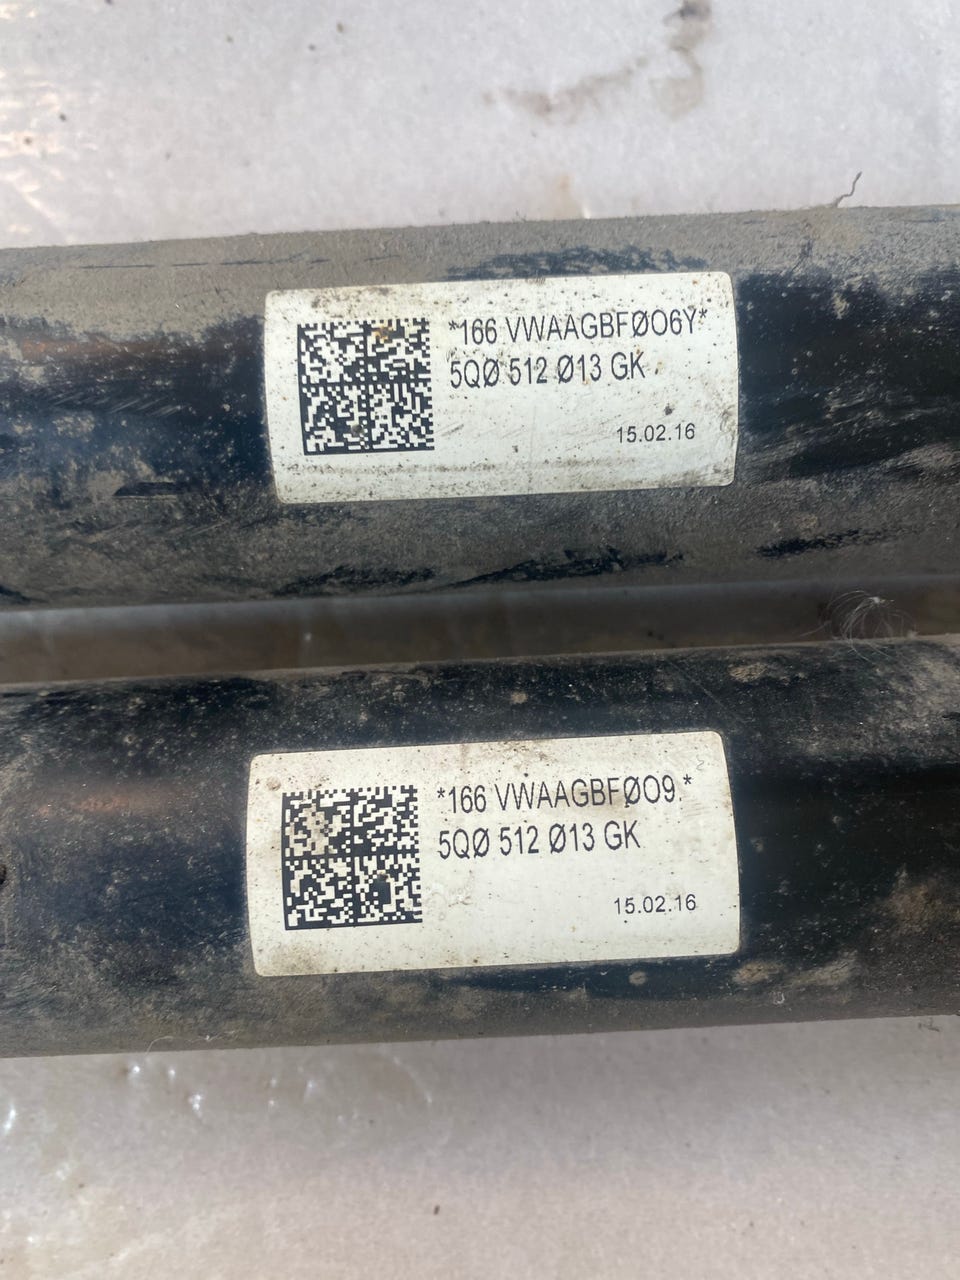 *166 VWAAGBFØO6Y*
5QØ 512 Ø13 GK
15.02.16
*166 VWAAGBFØO9.*
5QØ 512 Ø13 GK
15.02.16